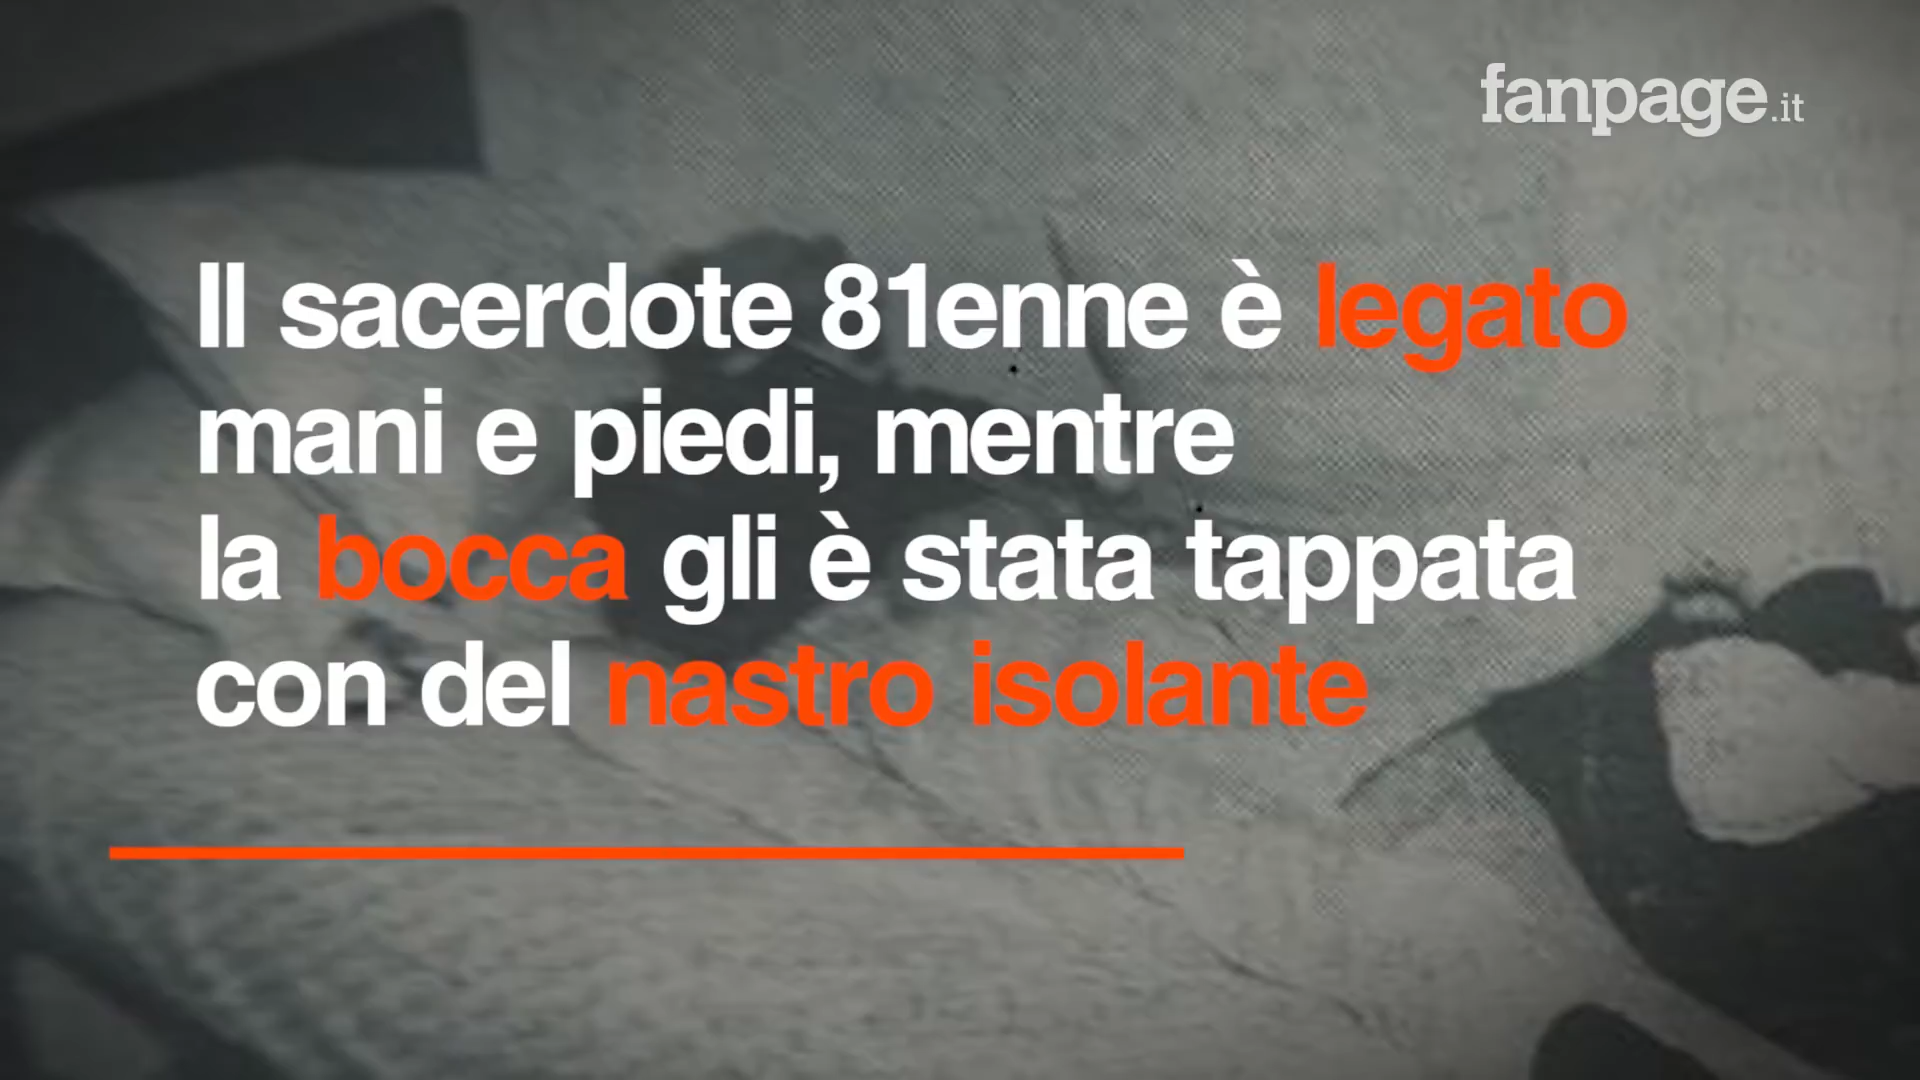 fanpage.it
Il sacerdote 81enne è legato
mani e piedi, mentre
la bocca gli è stata tappata
con del nastro isolante